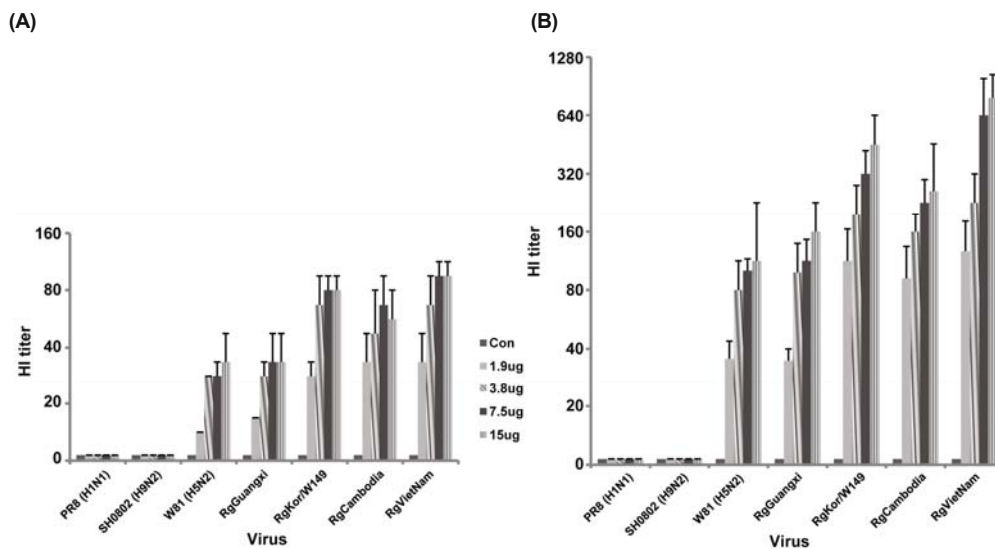 (A)
HI titer
160
80
40
20
0
PR8 (H1N1)
SH0802 (H9N2)
W81 (H5N2)
RgGuangxi
RgKor/W149
RgCambodia
RgVietNam
Virus
Con
1.9ug
3.8ug
7.5ug
15ug
(B)
HI titer
1280
640
320
160
80
40
20
0
PR8 (H1N1)
SH0802 (H9N2)
W81 (H5N2)
RgGuangxi
RgKor/W149
RgCambodia
RgVietNam
Virus